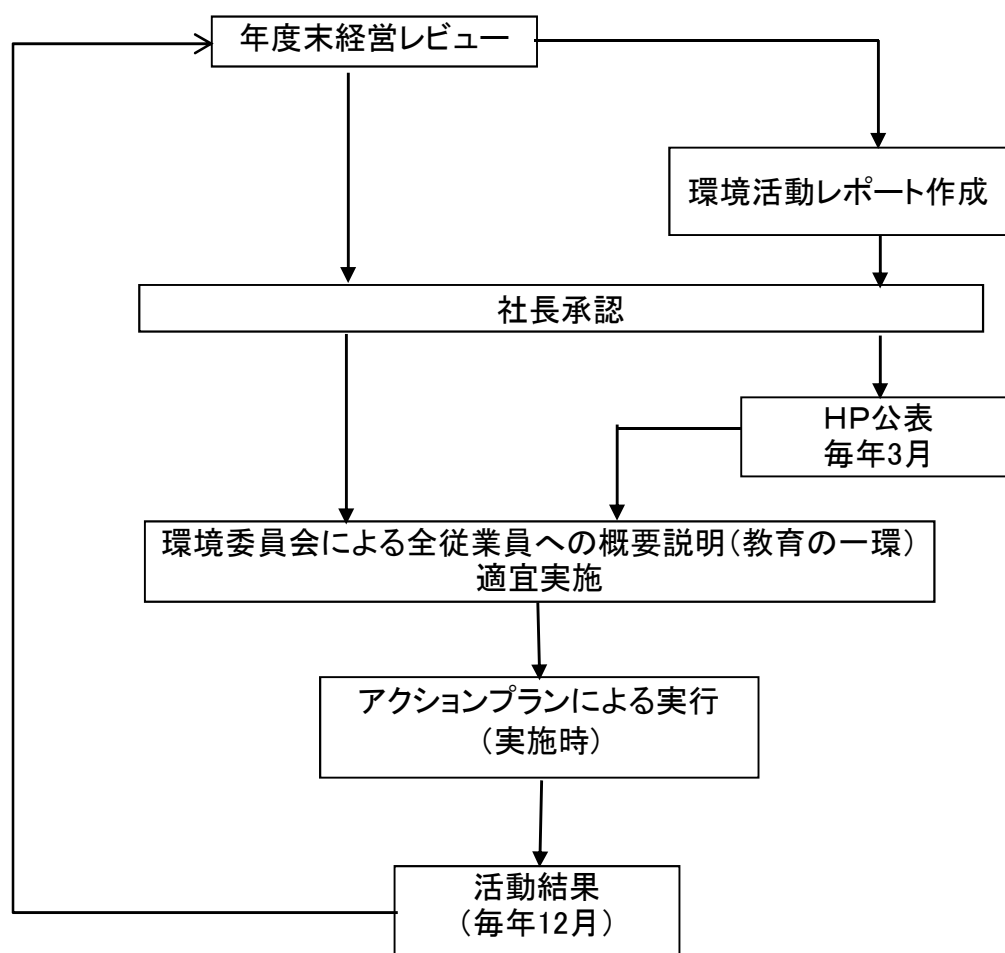 年度末経営レビュー
環境活動レポート作成
社長承認
HP公表
毎年3月
環境委員会による全従業員への概要説明(教育の一環)
適宜実施
アクションプランによる実行
(実施時)
活動結果
(毎年12月)